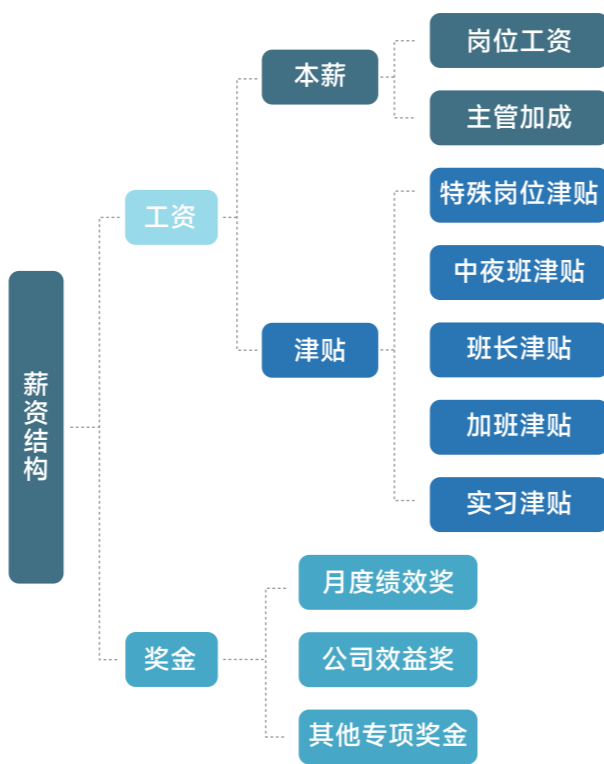 薪资结构
工资
本薪
岗位工资
主管加成
津贴
特殊岗位津贴
中夜班津贴
班长津贴
加班津贴
实习津贴
奖金
月度绩效奖
公司效益奖
其他专项奖金